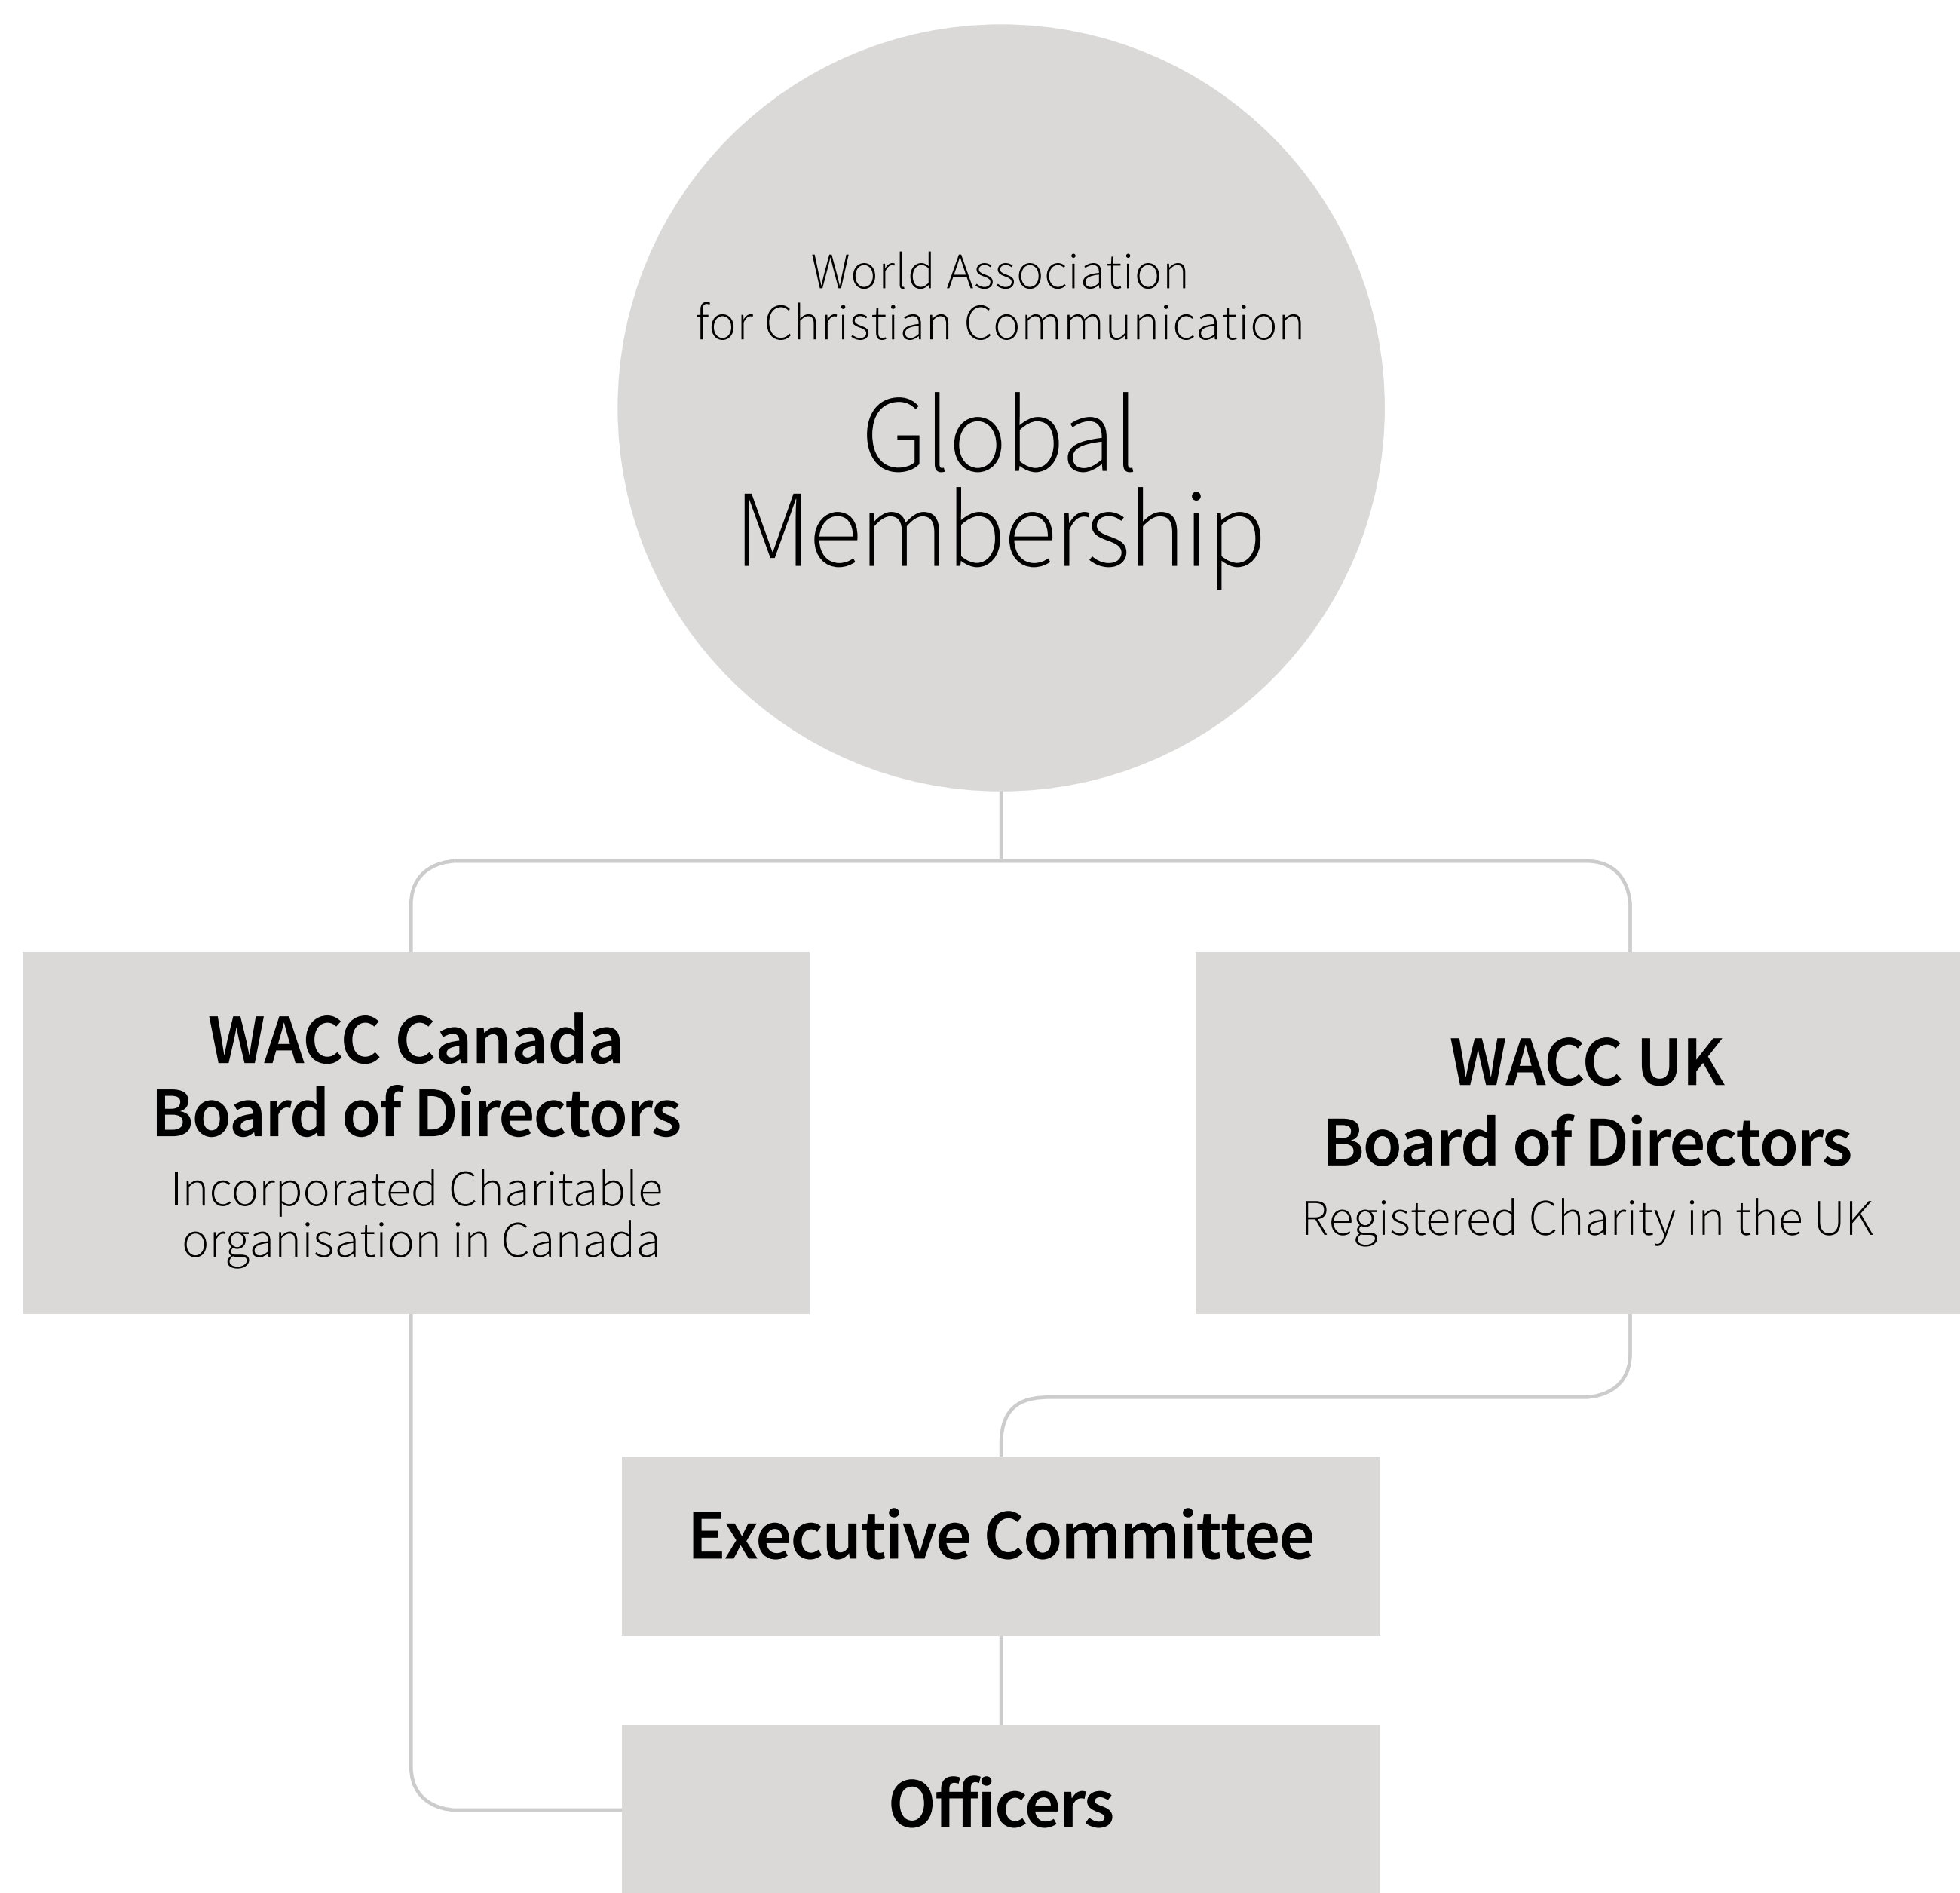 World Association
for Christian Communication
Global
Membership
WACC Canada
Board of Directors
Incorporated Charitable
organisation in Canada
WACC UK
Board of Directors
Registered Charity in the UK
Executive Committee
Officers